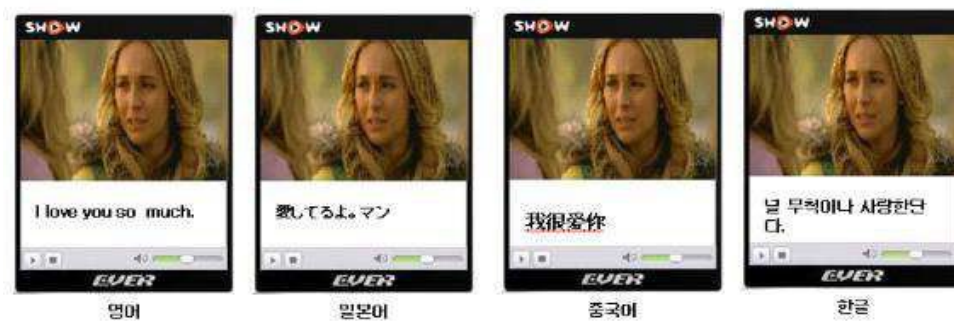 SHOW
I love you so much.
EVER
영어
SHOW
愛してるよ。マン
EVER
일본어
SHOW
我很爱你
EVER
중국어
SHOW
널 무척이나 사랑한단
다.
EVER
한글